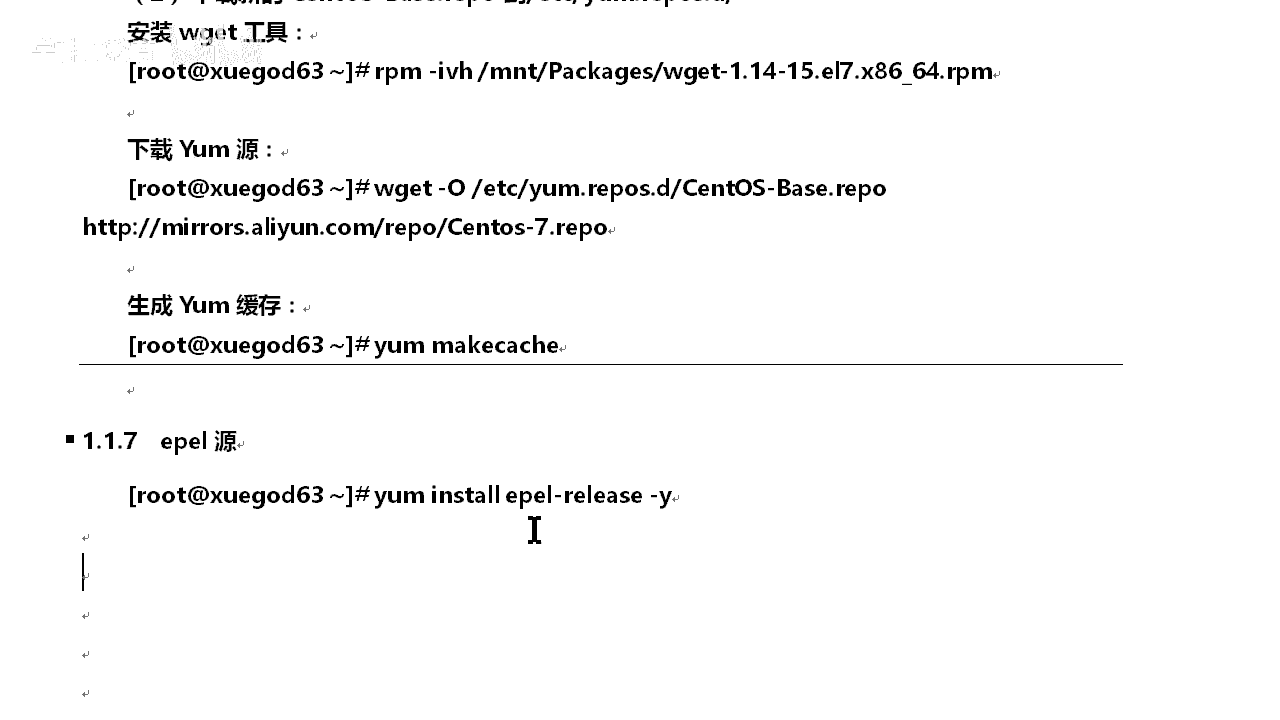 安装 wget 工具：
[root@xuegod63 ~]# rpm -ivh /mnt/Packages/wget-1.14-15.el7.x86_64.rpm
下载 Yum 源：
[root@xuegod63 ~]# wget -O /etc/yum.repos.d/CentOS-Base.repo
http://mirrors.aliyun.com/repo/Centos-7.repo
生成 Yum 缓存：
[root@xuegod63 ~]# yum makecache
1.1.7 epel 源
[root@xuegod63 ~]# yum install epel-release -y